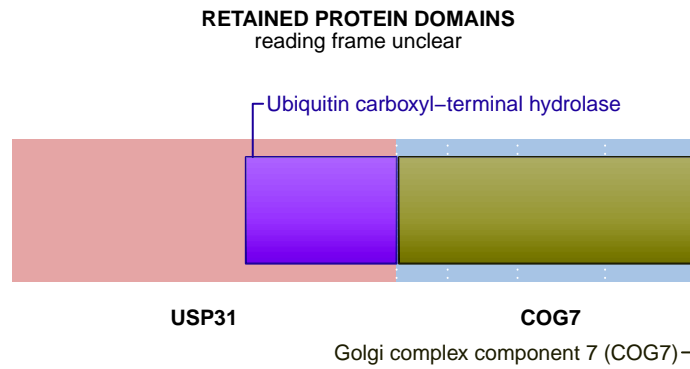 RETAINED PROTEIN DOMAINS
reading frame unclear
Ubiquitin carboxyl−terminal hydrolase
USP31
COG7
Golgi complex component 7 (COG7)